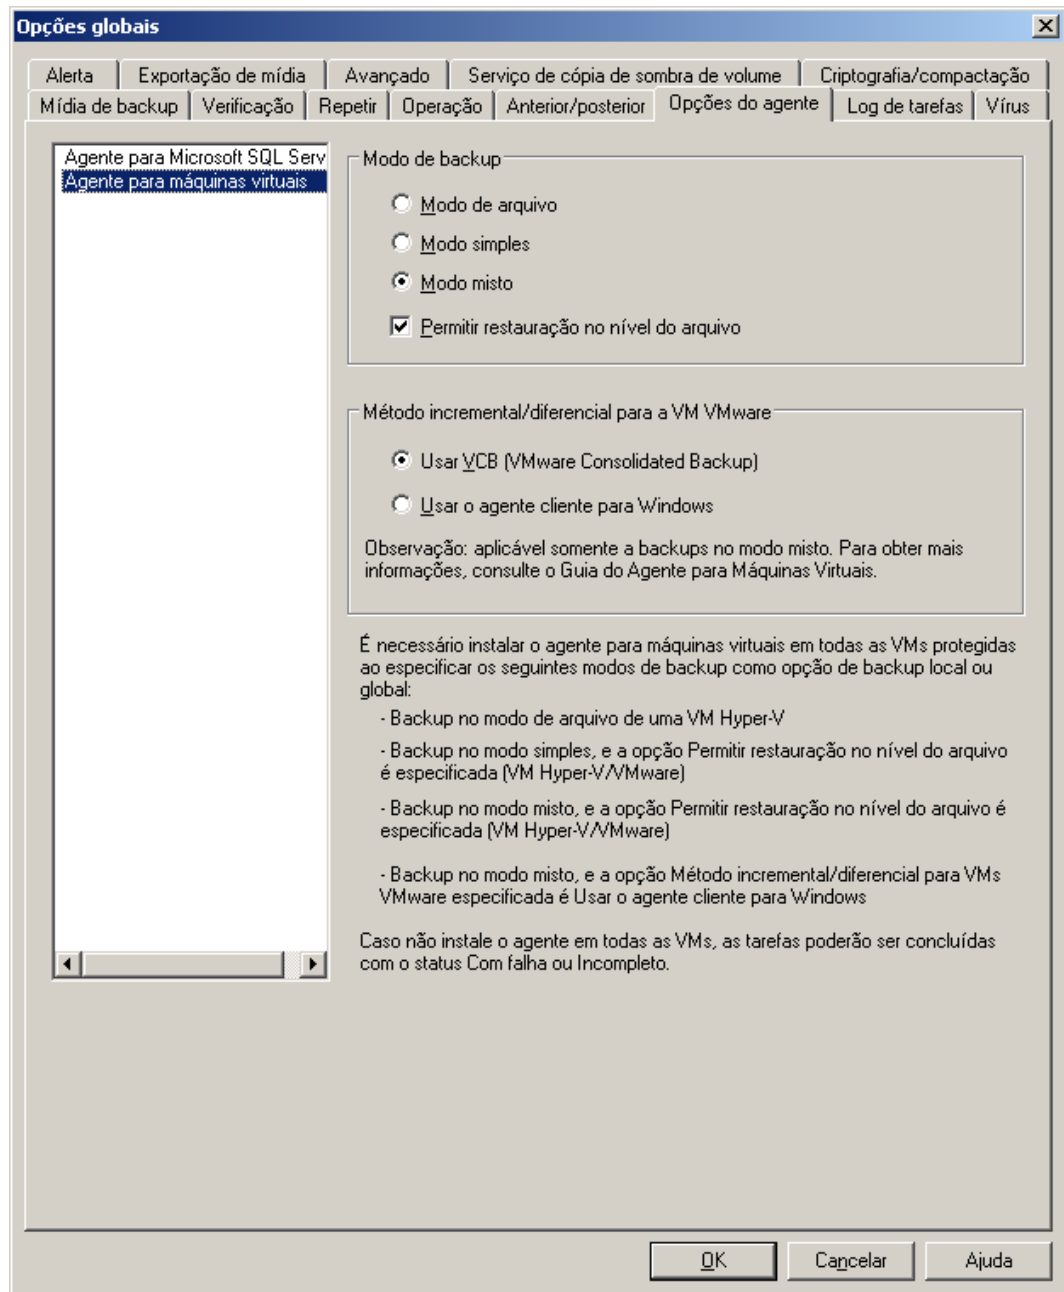 Opções globais
Alerta
Exportação de mídia
Avançado
Serviço de cópia de sombra de volume
Criptografia/compactação
Mídia de backup
Verificação
Repetir
Operação
Anterior/posterior
Opções do agente
Log de tarefas
Vírus
Agente para Microsoft SQL Serv
Agente para máquinas virtuais
Modo de backup
Modo de arquivo
Modo simples
Modo misto
Permitir restauração no nível do arquivo
Método incremental/diferencial para a VM VMware
Usar VCB (VMware Consolidated Backup)
Usar o agente cliente para Windows
Observação: aplicável somente a backups no modo misto. Para obter mais
informações, consulte o Guia do Agente para Máquinas Virtuais.
É necessário instalar o agente para máquinas virtuais em todas as VMs protegidas
ao especificar os seguintes modos de backup como opção de backup local ou
global:
- Backup no modo de arquivo de uma VM Hyper-V
- Backup no modo simples, e a opção Permitir restauração no nível do arquivo
é especificada (VM Hyper-V/VMware)
- Backup no modo misto, e a opção Permitir restauração no nível do arquivo é
especificada (VM Hyper-V/VMware)
- Backup no modo misto, e a opção Método incremental/diferencial para VMs
VMware especificada é Usar o agente cliente para Windows
Caso não instale o agente em todas as VMs, as tarefas poderão ser concluídas
com o status Com falha ou Incompleto.
OK
Cancelar
Ajuda